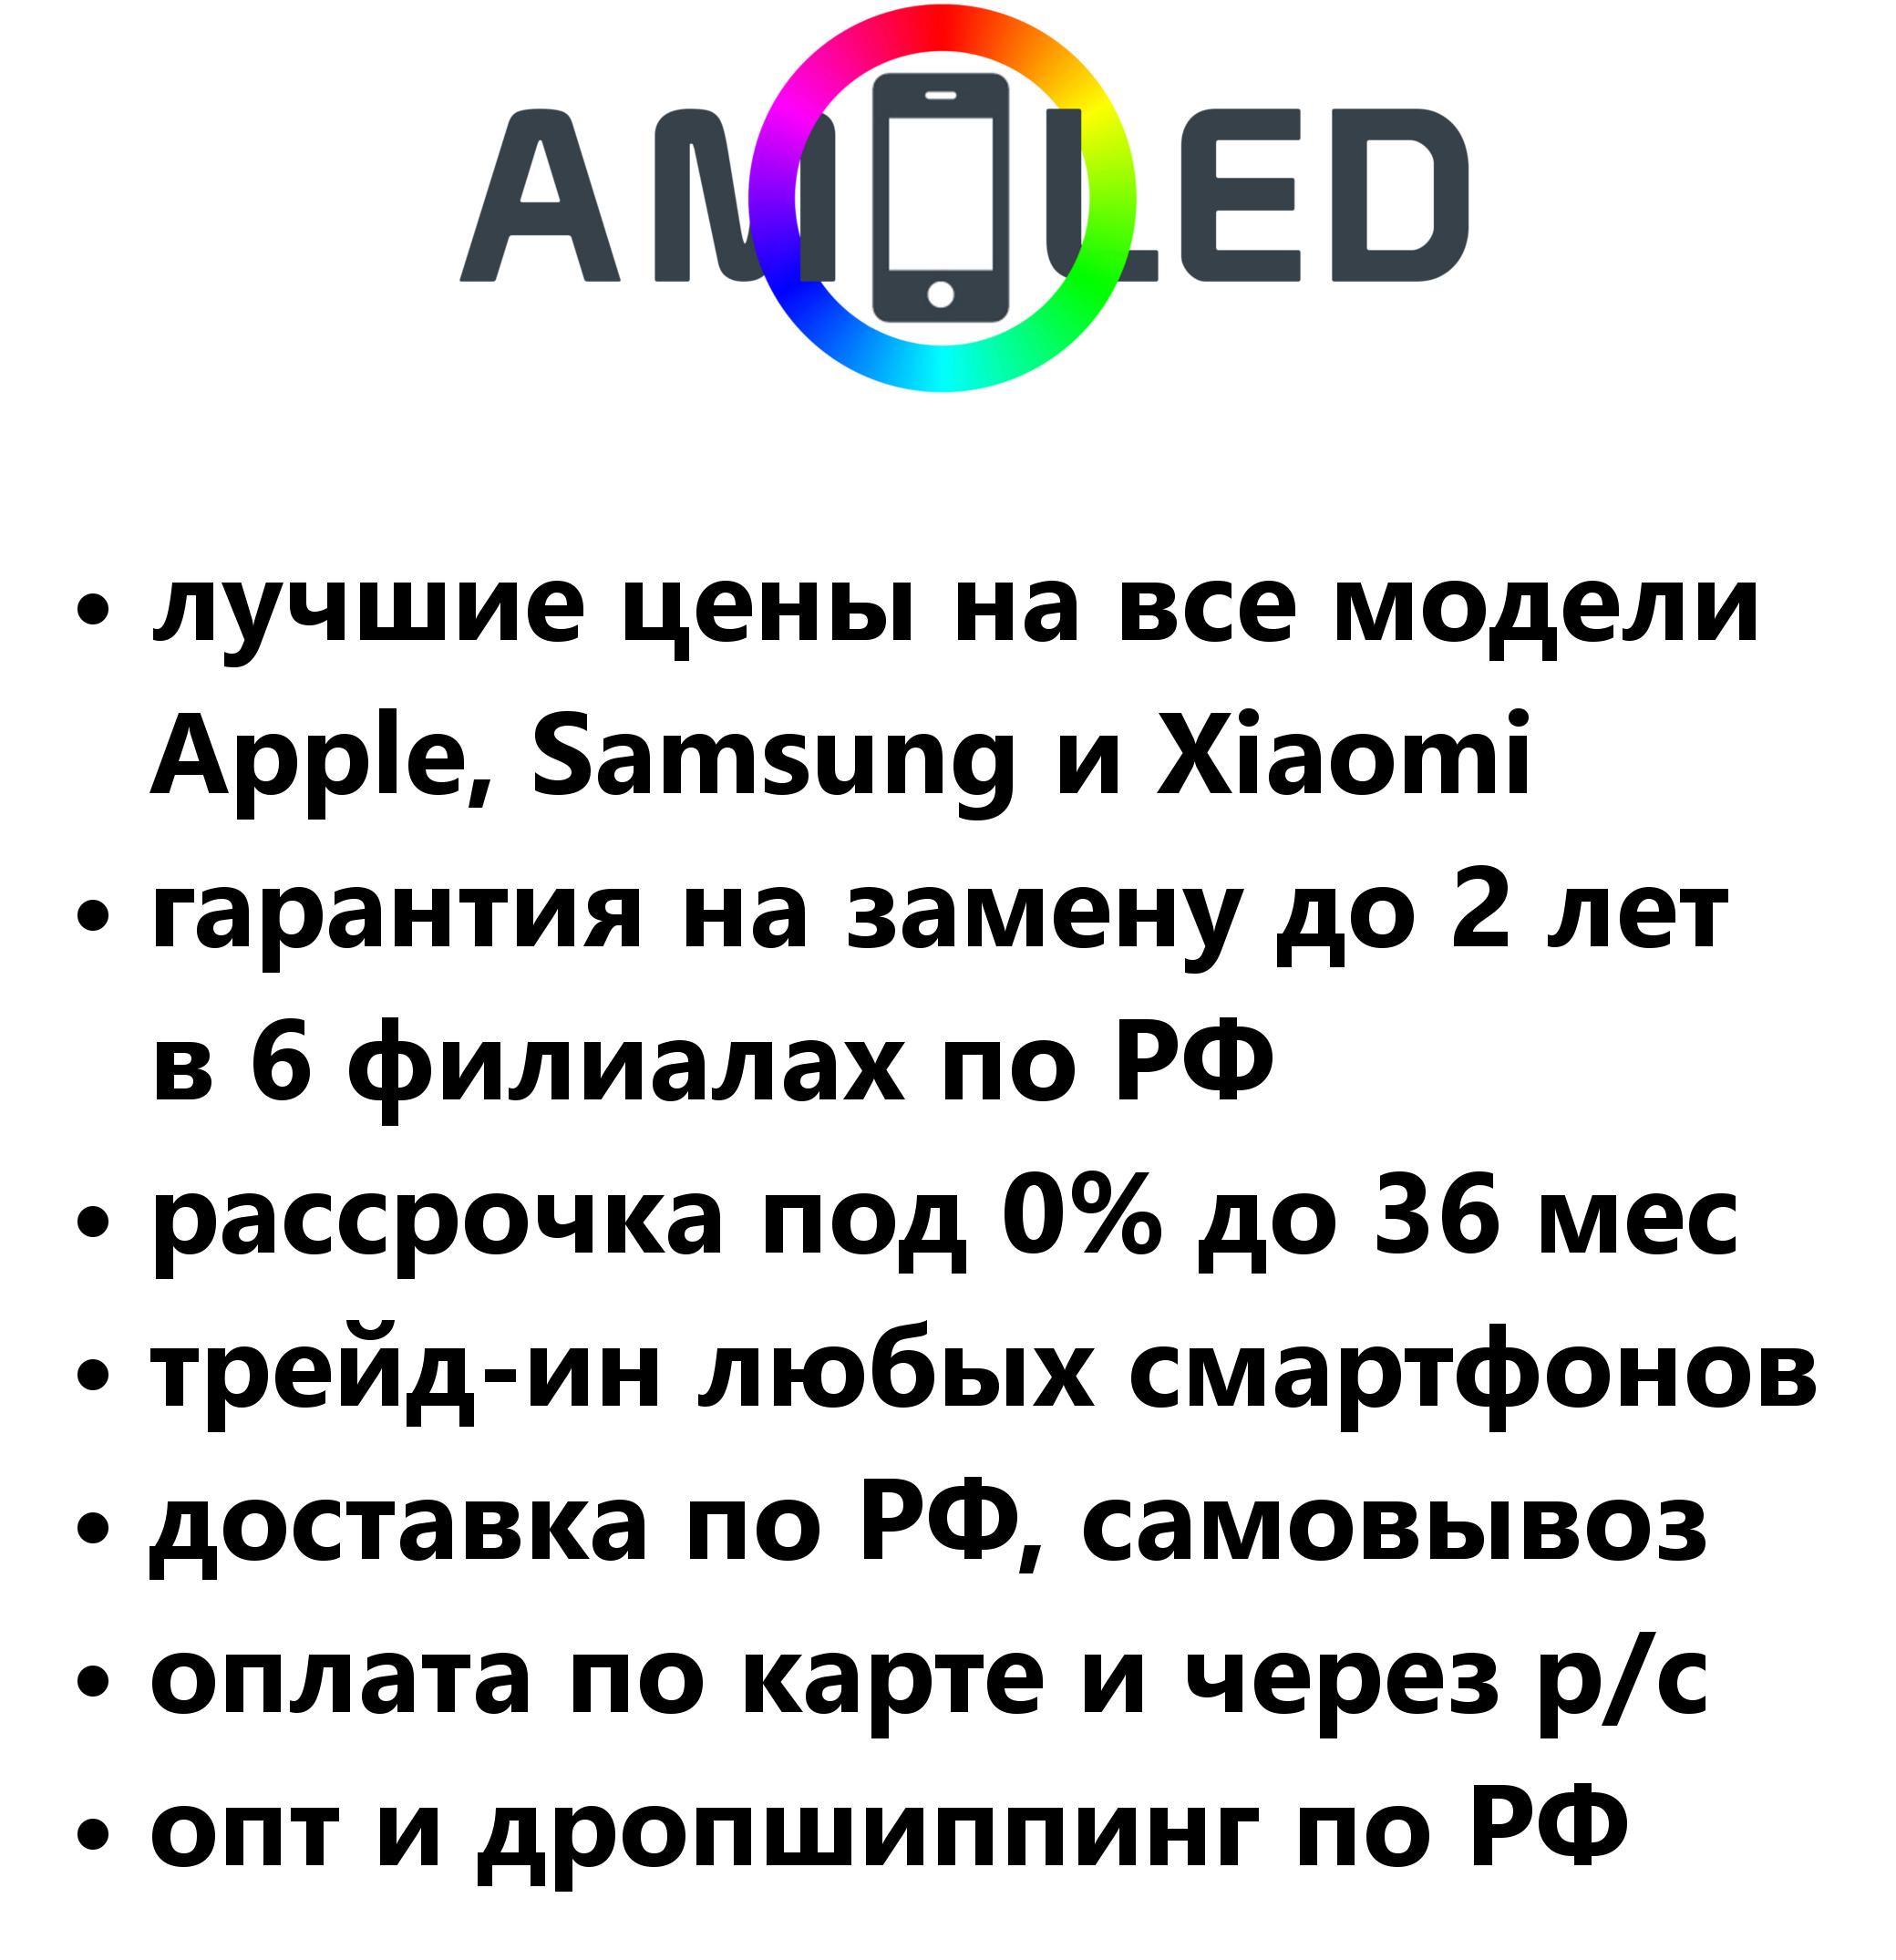 AMOLED
• лучшие цены на все модели
Apple, Samsung и Xiaomi
• гарантия на замену до 2 лет
в 6 филиалах по РФ
• рассрочка под 0% до 36 мес
• трейд-ин любых смартфонов
• доставка по РФ, самовывоз
• оплата по карте и через р/с
• опт и дропшиппинг по РФ